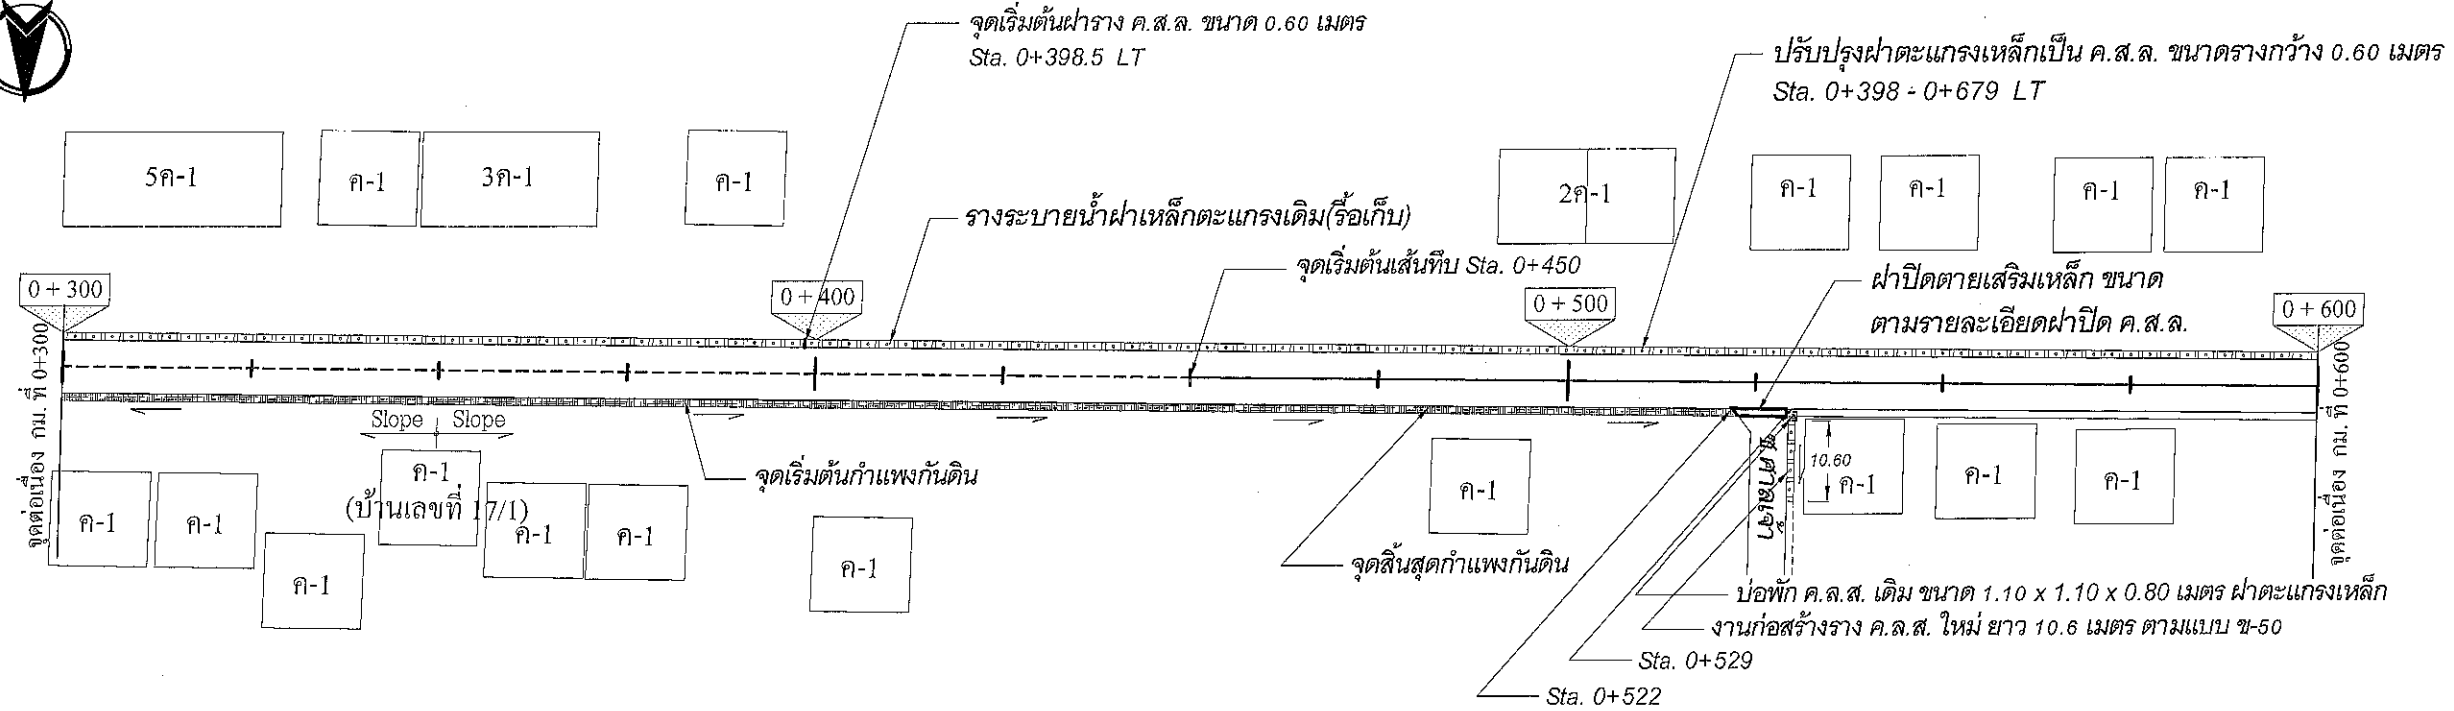 จุดเริ่มต้นฝาราง ค.ส.ล. ขนาด 0.60 เมตร
Sta. 0+398.5 LT
ปรับปรุงฝาตะแกรงเหล็กเป็น ค.ส.ล. ขนาดรางกว้าง 0.60 เมตร
Sta. 0+398 - 0+679 LT
5ค-1
ค-1
3ค-1
ค-1
2ค-1
ค-1
ค-1
ค-1
ค-1
รางระบายน้ำฝาเหล็กตะแกรงเดิม(รื้อเก็บ)
จุดเริ่มต้นเส้นทึบ Sta. 0+450
ฝาปิดตายเสริมเหล็ก ขนาด
ตามรายละเอียดฝาปิด ค.ส.ล.
0 + 300
0 + 400
0 + 500
0 + 600
จุดต่อเนื่อง กม. ที่ 0+300
จุดต่อเนื่อง กม. ที่ 0+600
Slope
Slope
จุดเริ่มต้นกำแพงกันดิน
ค-1
ค-1
ค-1
ค-1
(บ้านเลขที่ 17/1)
ค-1
ค-1
ค-1
ค-1
ซ.ศาลเจ้า
10.60
ค-1
ค-1
ค-1
จุดสิ้นสุดกำแพงกันดิน
บ่อพัก ค.ล.ส. เดิม ขนาด 1.10 x 1.10 x 0.80 เมตร ฝาตะแกรงเหล็ก
งานก่อสร้างราง ค.ล.ส. ใหม่ ยาว 10.6 เมตร ตามแบบ ข-50
Sta. 0+529
Sta. 0+522